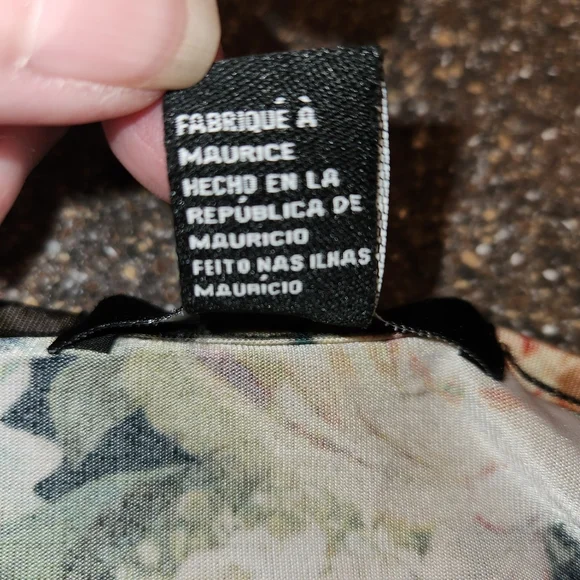 FABRIQUÉ À
MAURICE
HECHO EN LA
REPÚBLICA DE
MAURICIO
FEITO NAS ILHAS
MAURÍCIO